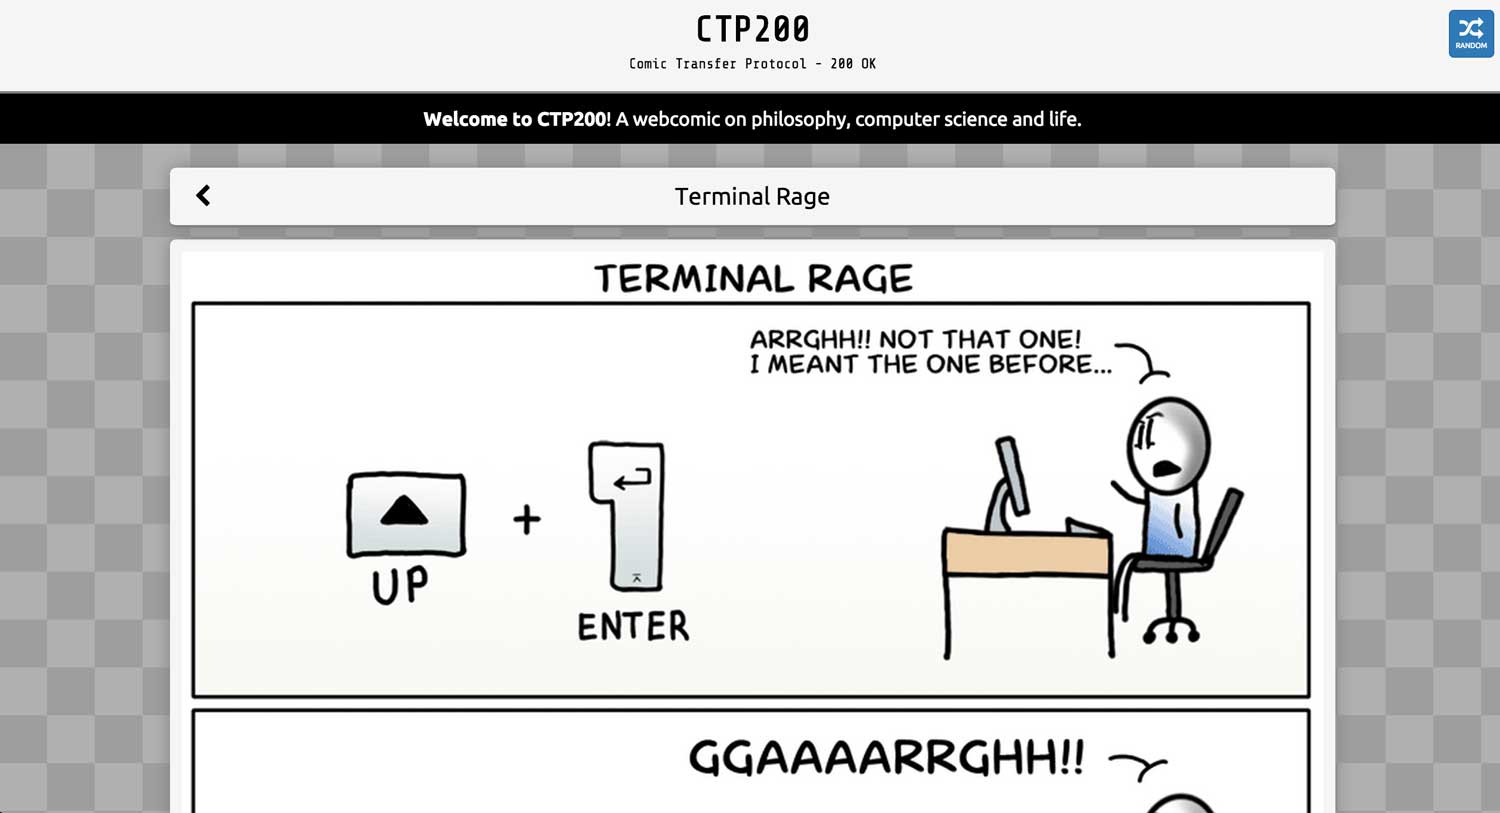 CTP200
Comic Transfer Protocol - 200 OK
RANDOM
Welcome to CTP200! A webcomic on philosophy, computer science and life.
Terminal Rage
TERMINAL RAGE
ARRGHH!! NOT THAT ONE!
I MEANT THE ONE BEFORE...
+
UP
ENTER
GGAAAARRGHH!!